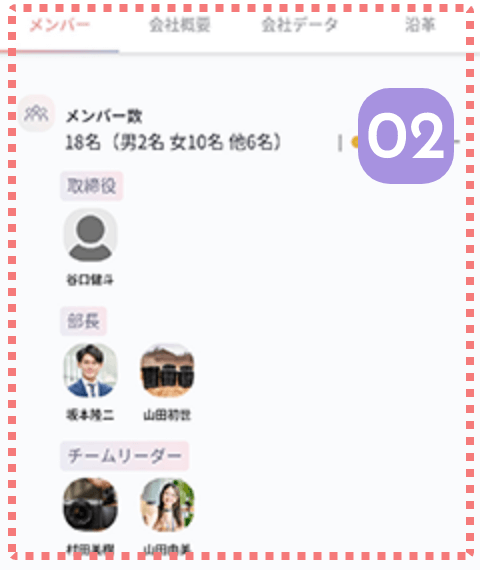 メンバー 会社概要 会社データ 沿革
メンバー数
18名（男2名 女10名 他6名）
02
取締役
谷口健斗
部長
坂本隆二 山田初世
チームリーダー
村田美樹 山田由美